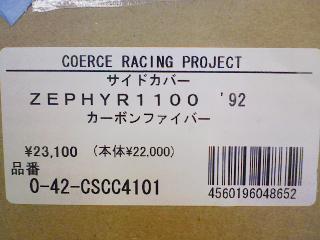 COERCE RACING PROJECT
サイドカバー
ZEPHYR1100 '92
カーボンファイバー
¥23,100 (本体¥22,000)
品番
0-42-CSCC4101
4560196048652